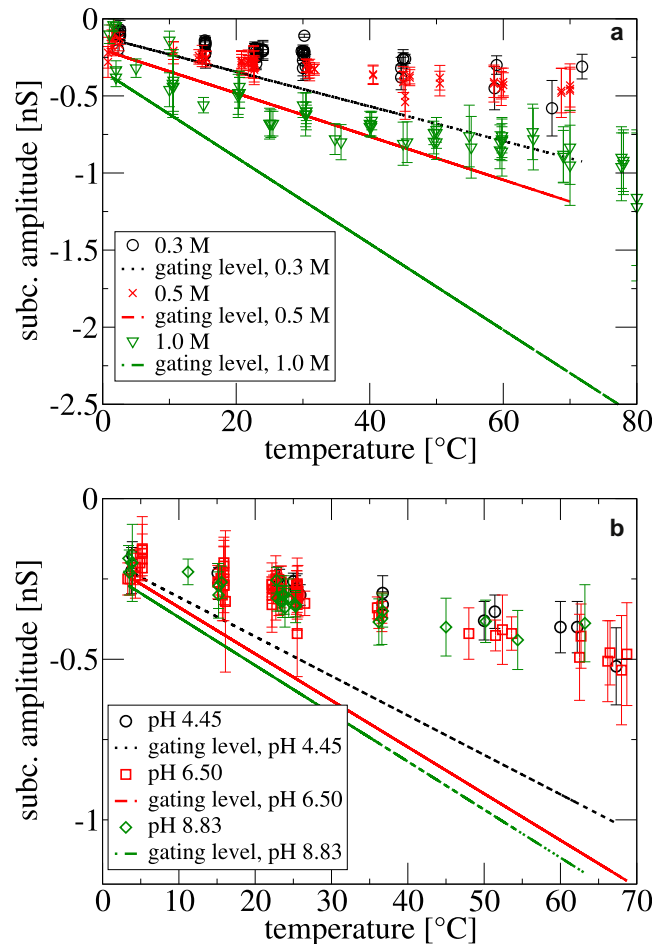 a
0
-0.5
-1
-1.5
-2
-2.5
subc. amplitude [nS]
0.3 M
gating level, 0.3 M
0.5 M
gating level, 0.5 M
1.0 M
gating level, 1.0 M
0 20 40 60 80
temperature [°C]
b
0
-0.5
-1
subc. amplitude [nS]
pH 4.45
gating level, pH 4.45
pH 6.50
gating level, pH 6.50
pH 8.83
gating level, pH 8.83
0 10 20 30 40 50 60 70
temperature [°C]